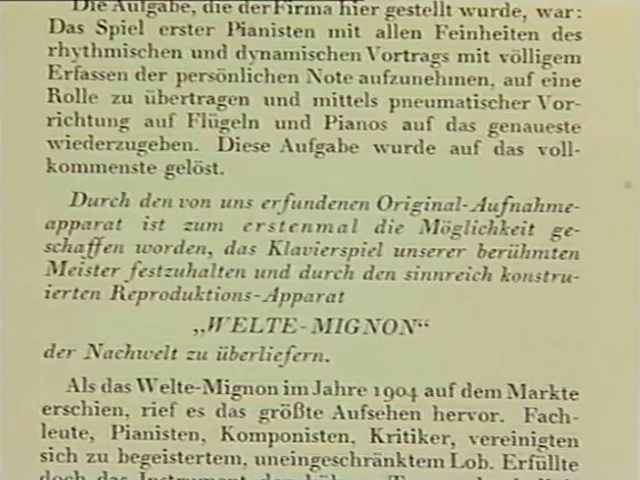 Die Aufgabe, die der Firma hier gestellt wurde, war:
Das Spiel erster Pianisten mit allen Feinheiten des
rhythmischen und dynamischen Vortrags mit völligem
Erfassen der persönlichen Note aufzunehmen, auf eine
Rolle zu übertragen und mittels pneumatischer Vor-
richtung auf Flügeln und Pianos auf das genaueste
wiederzugeben. Diese Aufgabe wurde auf das voll-
kommenste gelöst.
Durch den von uns erfundenen Original-Aufnahme-
apparat ist zum erstenmal die Möglichkeit ge-
schaffen worden, das Klavierspiel unserer berühmten
Meister festzuhalten und durch den sinnreich konstru-
ierten Reproduktions-Apparat
„WELTE-MIGNON“
der Nachwelt zu überliefern.
Als das Welte-Mignon im Jahre 1904 auf dem Markte
erschien, rief es das größte Aufsehen hervor. Fach-
leute, Pianisten, Komponisten, Kritiker, vereinigten
sich zu begeistertem, uneingeschränktem Lob. Erfüllte
doch das Instrument den